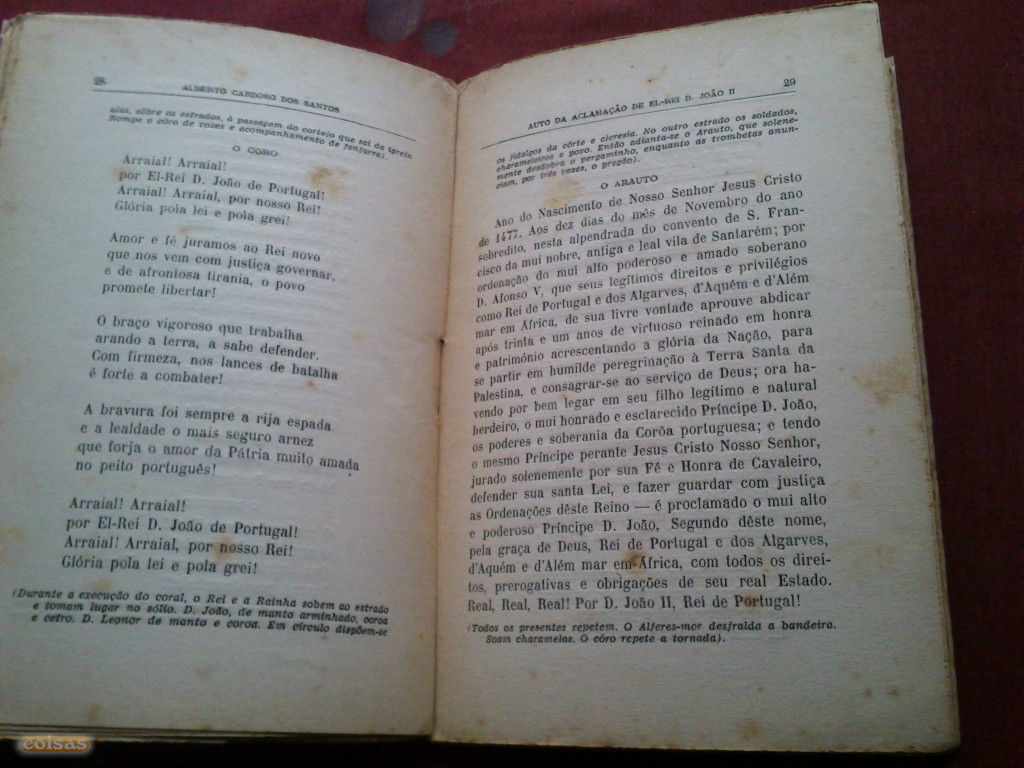 28
ALBERTO CARDOSO DOS SANTOS
elas, sôbre os estrados, à passagem do cortejo que sai da igreja
Rompe o côro de vozes e acompanhamento de fanfarra).
O CORO
Arraial! Arraial!
por El-Rei D. João de Portugal!
Arraial! Arraial, por nosso Rei!
Glória pola lei e pola grei!
Amor e fé juramos ao Rei novo
que nos vem com justiça governar,
e de afrontosa tirania, o povo
promete libertar!
O braço vigoroso que trabalha
arando a terra, a sabe defender.
Com firmeza, nos lances de batalha
é forte a combater!
A bravura foi sempre a rija espada
e a lealdade o mais seguro arnez
que forja o amor da Pátria muito amada
no peito português!
Arraial! Arraial!
por El-Rei D. João de Portugal!
Arraial! Arraial, por nosso Rei!
Glória pola lei e pola grei!
(Durante a execução do coral, o Rei e a Rainha sobem ao estrado
e tomam lugar no sólio. D. João, de manto arminhado, coroa
e cetro. D. Leonor de manto e coroa. Em círculo dispõem-se
AUTO DA ACLAMAÇÃO DE EL-REI D. JOÃO II
29
os fidalgos da côrte e cleresia. No outro estrado os soldados,
charameleiros e povo. Então adianta-se o Arauto, que solene-
mente desdobra o pergaminho, enquanto as trombetas anun-
ciam, por três vezes, o pregão).
O ARAUTO
Ano do Nascimento de Nosso Senhor Jesus Cristo
de 1477. Aos dez dias do mês de Novembro do ano
sobredito, nesta alpendrada do convento de S. Fran-
cisco da mui nobre, antiga e leal vila de Santarém; por
ordenação do mui alto poderoso e amado soberano
D. Afonso V, que seus legítimos direitos e privilégios
como Rei de Portugal e dos Algarves, d'Aquém e d'Além
mar em África, de sua livre vontade aprouve abdicar
após trinta e um anos de virtuoso reinado em honra
e património acrescentando a glória da Nação, para
se partir em humilde peregrinação à Terra Santa da
Palestina, e consagrar-se ao serviço de Deus; ora ha-
vendo por bem legar em seu filho legítimo e natural
herdeiro, o mui honrado e esclarecido Príncipe D. João,
os poderes e soberania da Corôa portuguesa; e tendo
o mesmo Príncipe perante Jesus Cristo Nosso Senhor,
jurado solenemente por sua Fé e Honra de Cavaleiro,
defender sua santa Lei, e fazer guardar com justiça
as Ordenações dêste Reino — é proclamado o mui alto
e poderoso Príncipe D. João, Segundo dêste nome,
pela graça de Deus, Rei de Portugal e dos Algarves,
d'Aquém e d'Além mar em África, com todos os direi-
tos, prerogativas e obrigações de seu real Estado.
Real, Real, Real! Por D. João II, Rei de Portugal!
(Todos os presentes repetem. O Alferes-mor desfralda a bandeira.
Soam charamelas. O côro repete a tornada).
coisas